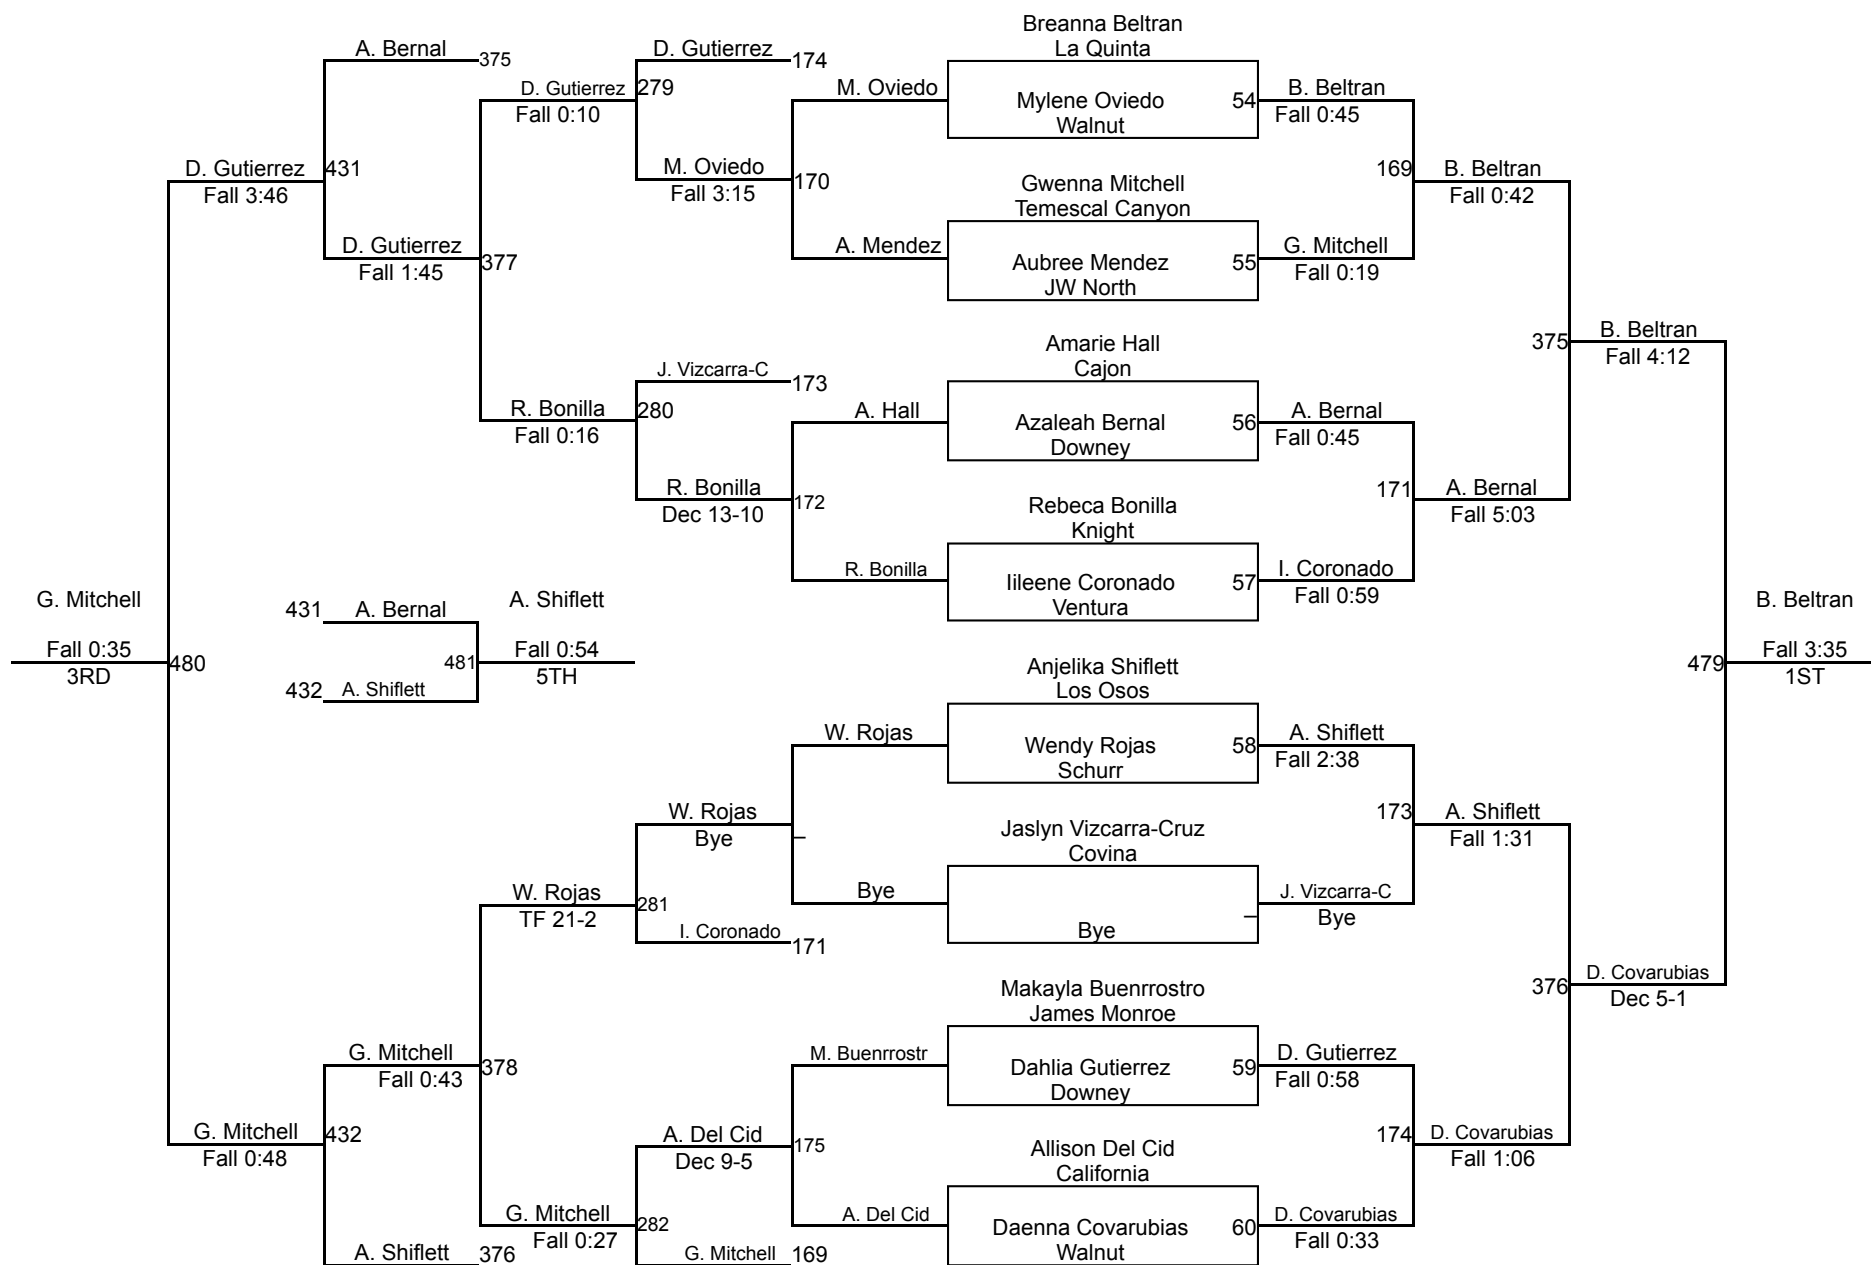 Breanna Beltran
La Quinta
A. Bernal
375
D. Gutierrez
174
D. Gutierrez
279
Fall 0:10
M. Oviedo
Mylene Oviedo
54
Walnut
B. Beltran
Fall 0:45
D. Gutierrez
431
Fall 3:46
M. Oviedo
170
Fall 3:15
Gwenna Mitchell
Temescal Canyon
169
B. Beltran
Fall 0:42
D. Gutierrez
377
Fall 1:45
A. Mendez
Aubree Mendez
55
JW North
G. Mitchell
Fall 0:19
Amarie Hall
Cajon
375
B. Beltran
Fall 4:12
J. Vizcarra-C
173
R. Bonilla
280
Fall 0:16
A. Hall
Azaleah Bernal
56
Downey
A. Bernal
Fall 0:45
R. Bonilla
172
Dec 13-10
Rebeca Bonilla
Knight
171
A. Bernal
Fall 5:03
R. Bonilla
Iileene Coronado
57
Ventura
I. Coronado
Fall 0:59
G. Mitchell
Fall 0:35
480
3RD
431
A. Bernal
A. Shiflett
481
Fall 0:54
5TH
432
A. Shiflett
B. Beltran
479
Fall 3:35
1ST
Anjelika Shiflett
Los Osos
W. Rojas
Wendy Rojas
58
Schurr
A. Shiflett
Fall 2:38
W. Rojas
Bye
–
Jaslyn Vizcarra-Cruz
Covina
173
A. Shiflett
Fall 1:31
W. Rojas
281
TF 21-2
Bye
Bye
–
J. Vizcarra-C
Bye
I. Coronado
171
Makayla Buenrrostro
James Monroe
376
D. Covarubias
Dec 5-1
G. Mitchell
378
Fall 0:43
M. Buenrrostr
Dahlia Gutierrez
59
Downey
D. Gutierrez
Fall 0:58
G. Mitchell
432
Fall 0:48
A. Del Cid
175
Dec 9-5
Allison Del Cid
California
174
D. Covarubias
Fall 1:06
G. Mitchell
282
Fall 0:27
A. Del Cid
Daenna Covarubias
60
Walnut
D. Covarubias
Fall 0:33
A. Shiflett
376
G. Mitchell
169